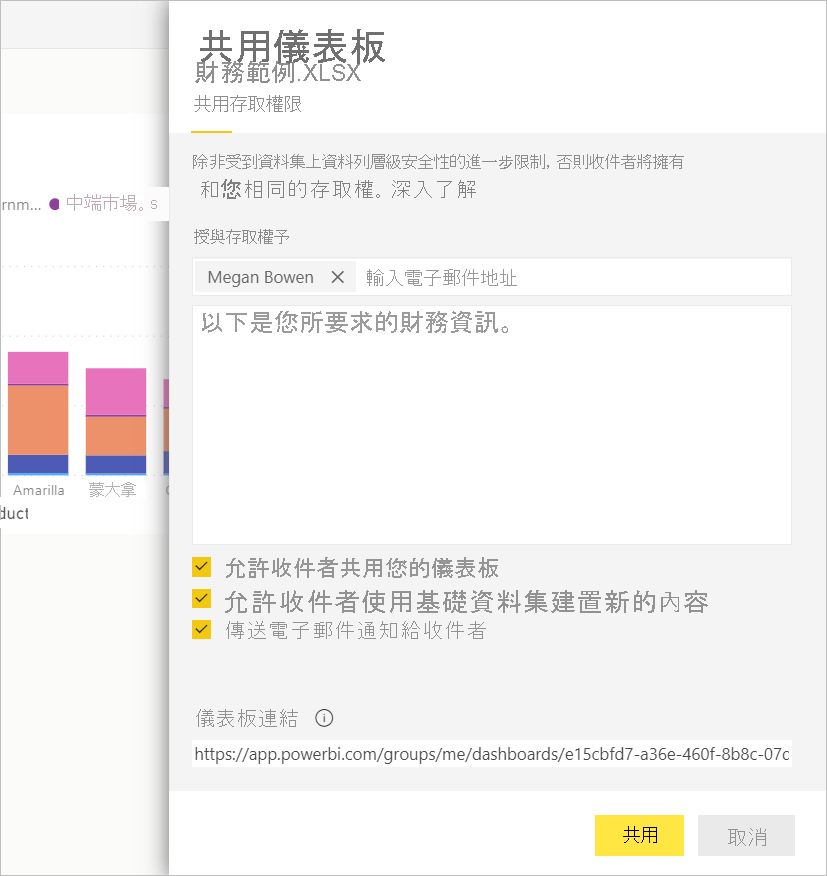 共用儀表板
財務範例.XLSX
共用存取權限
除非受到資料集上資料列層級安全性的進一步限制, 否則收件者將擁有
和您相同的存取權。深入了解
rnm... 中端市場。s
授與存取權予
Megan Bowen 輸入電子郵件地址
以下是您所要求的財務資訊。
Amarilla 蒙大拿
duct
允許收件者共用您的儀表板
允許收件者使用基礎資料集建置新的內容
傳送電子郵件通知給收件者
儀表板連結
https://app.powerbi.com/groups/me/dashboards/e15cbfd7-a36e-460f-8b8c-07c
共用 取消